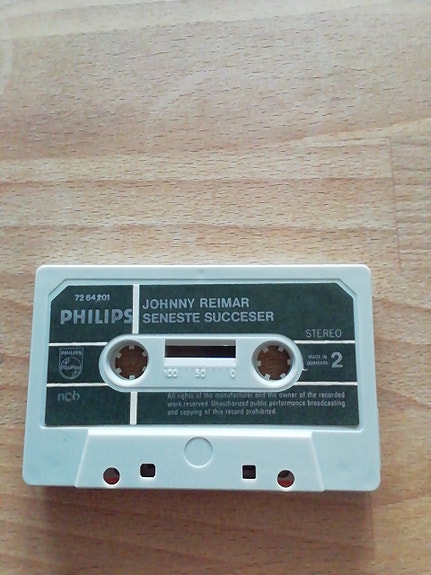 72 64 201
PHILIPS
JOHNNY REIMAR
SENESTE SUCCESER
STEREO
PHILIPS
MADE IN
DENMARK
2
100 50 0
ncb
All rights of the manufacturer and the owner of the recorded
work reserved. Unauthorized public performance broadcasting
and copying of this record prohibited.